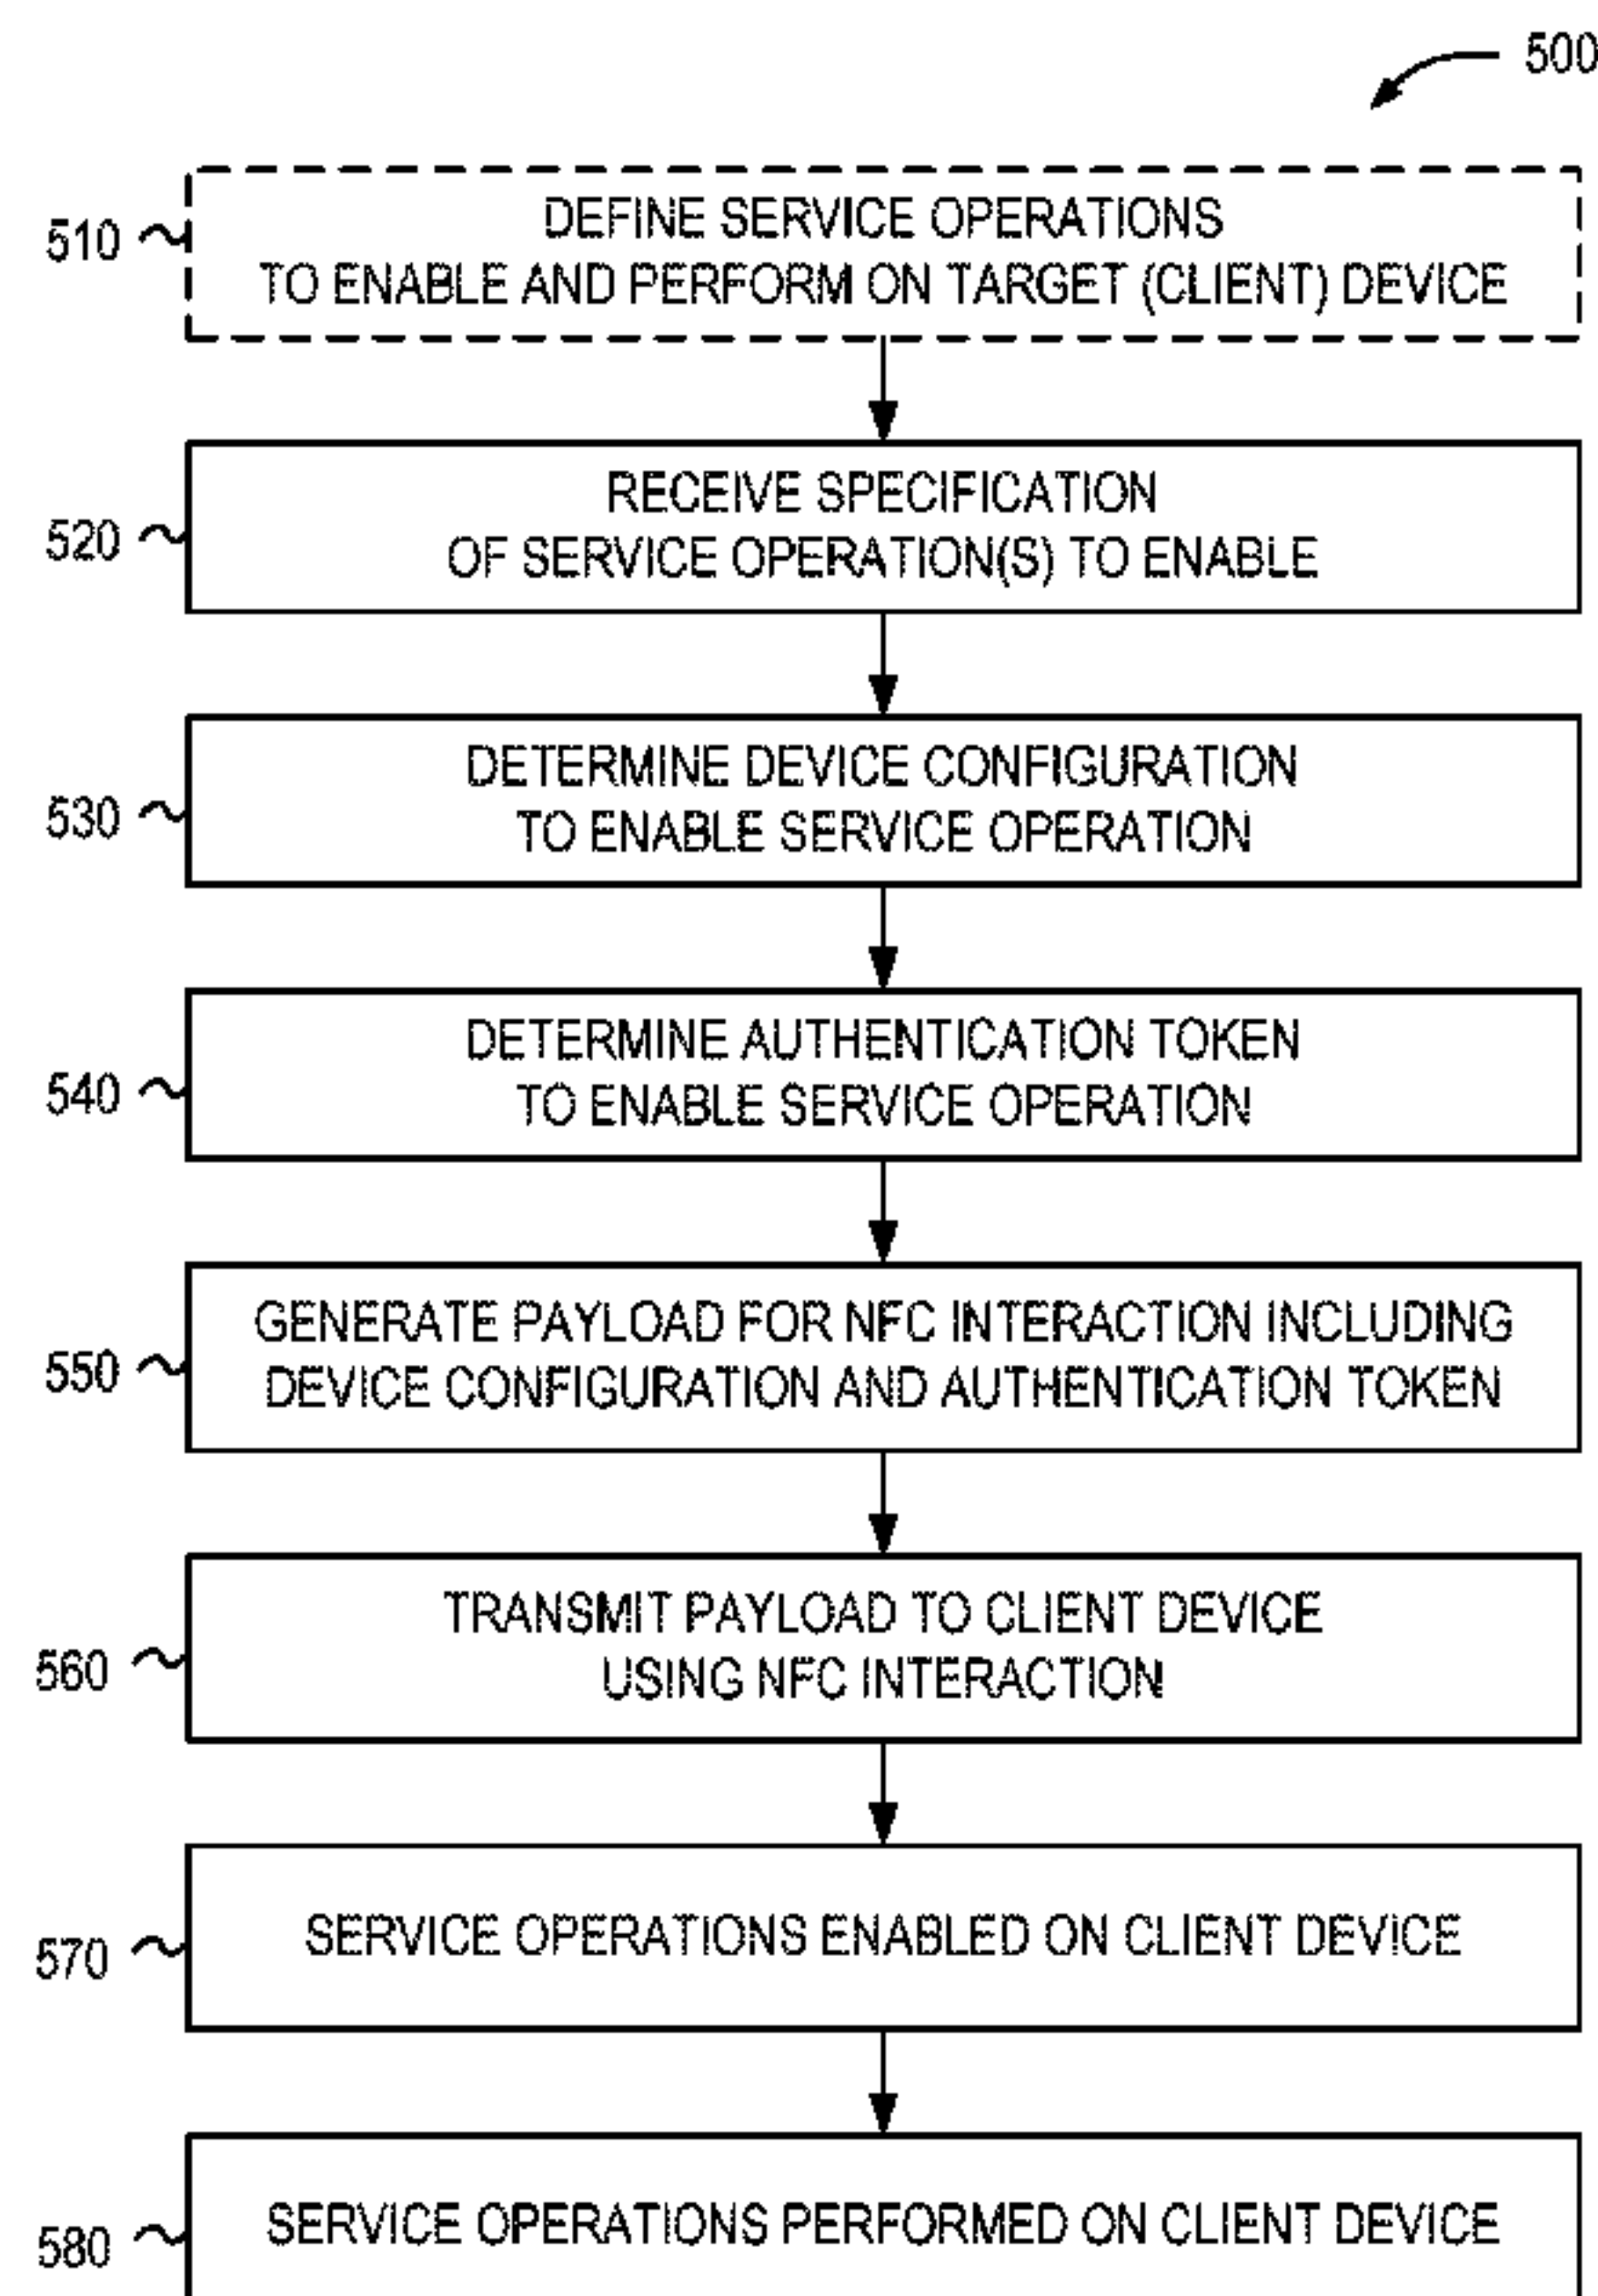 500
510
DEFINE SERVICE OPERATIONS
TO ENABLE AND PERFORM ON TARGET (CLIENT) DEVICE
520
RECEIVE SPECIFICATION
OF SERVICE OPERATION(S) TO ENABLE
530
DETERMINE DEVICE CONFIGURATION
TO ENABLE SERVICE OPERATION
540
DETERMINE AUTHENTICATION TOKEN
TO ENABLE SERVICE OPERATION
550
GENERATE PAYLOAD FOR NFC INTERACTION INCLUDING
DEVICE CONFIGURATION AND AUTHENTICATION TOKEN
560
TRANSMIT PAYLOAD TO CLIENT DEVICE
USING NFC INTERACTION
570
SERVICE OPERATIONS ENABLED ON CLIENT DEVICE
580
SERVICE OPERATIONS PERFORMED ON CLIENT DEVICE